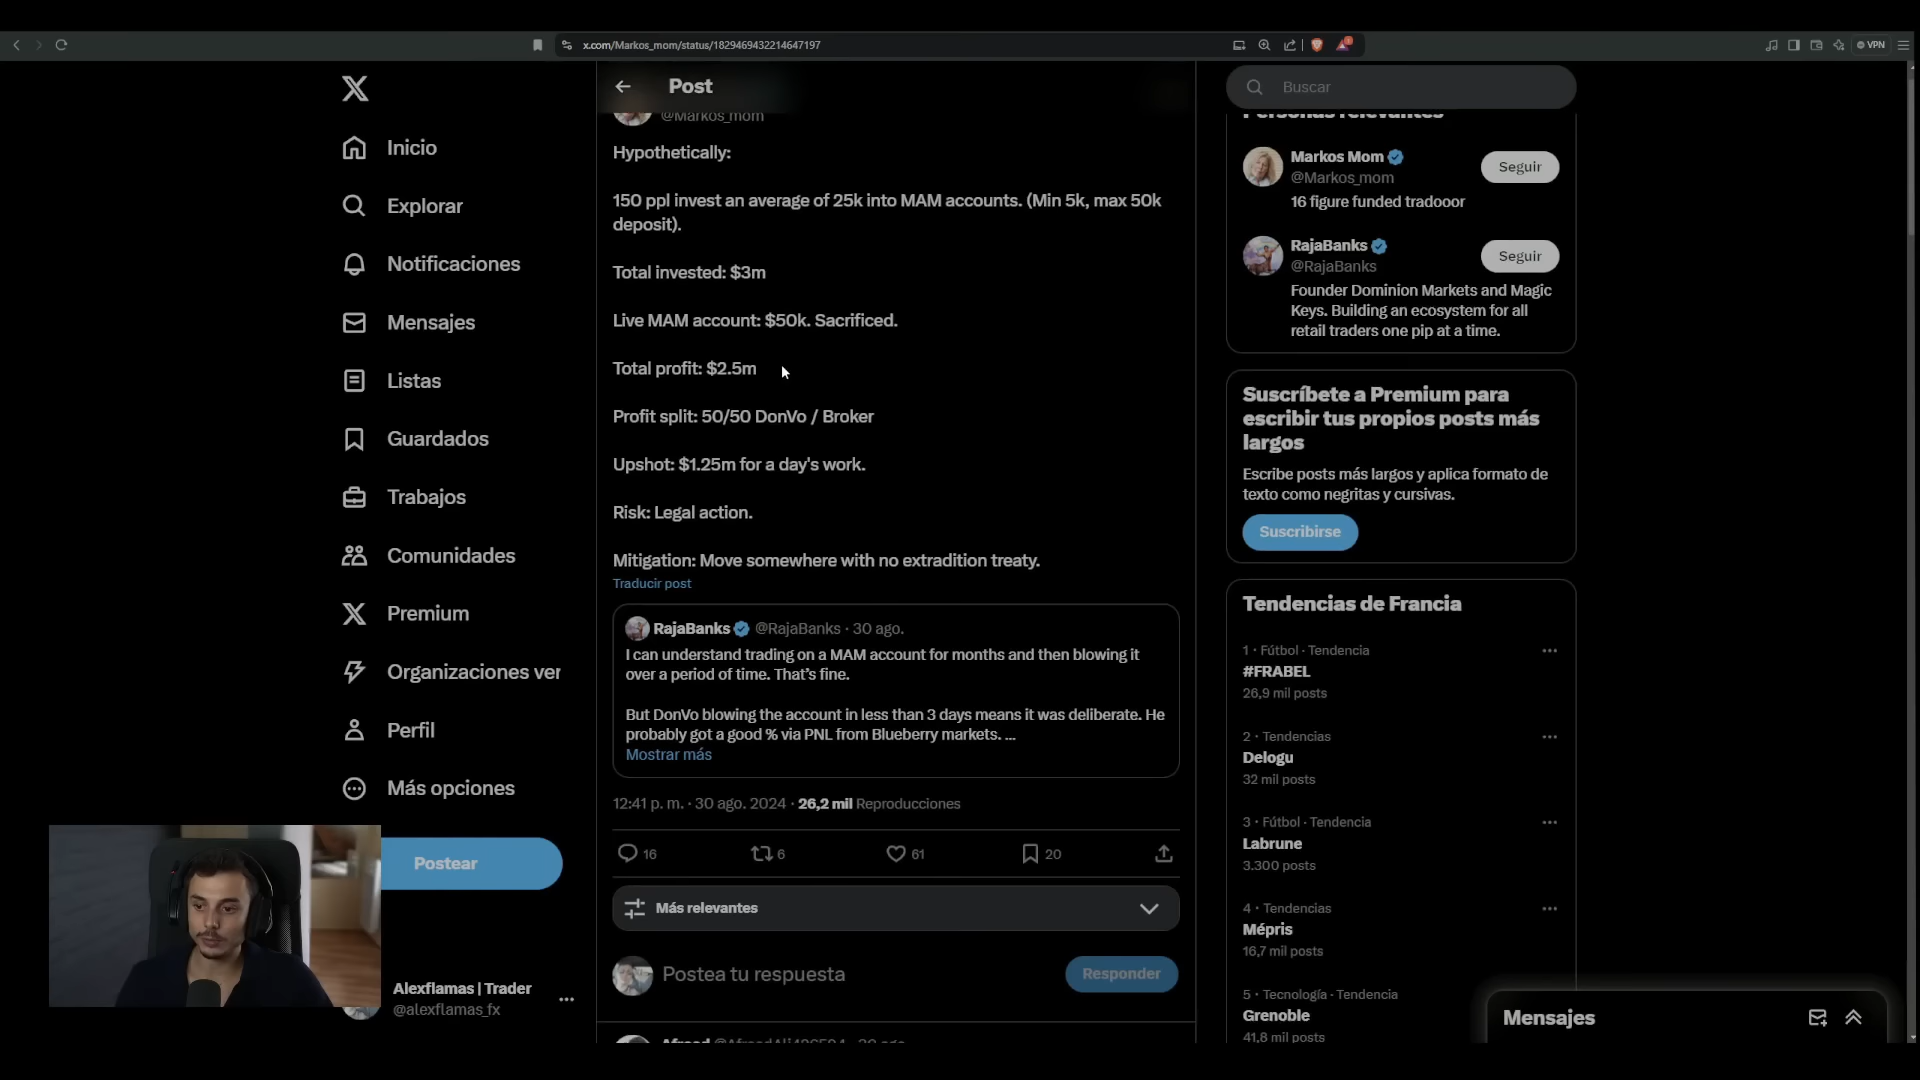 x.com/Markos_mom/status/1829469432214647197
VPN
Inicio
Explorar
Notificaciones
Mensajes
Listas
Guardados
Trabajos
Comunidades
Premium
Organizaciones ver
Perfil
Más opciones
Postear
Alexflamas | Trader
@alexflamas_fx
Post
@Markos_mom
Hypothetically:
150 ppl invest an average of 25k into MAM accounts. (Min 5k, max 50k
deposit).
Total invested: $3m
Live MAM account: $50k. Sacrificed.
Total profit: $2.5m
Profit split: 50/50 DonVo / Broker
Upshot: $1.25m for a day's work.
Risk: Legal action.
Mitigation: Move somewhere with no extradition treaty.
Traducir post
RajaBanks @RajaBanks · 30 ago.
I can understand trading on a MAM account for months and then blowing it
over a period of time. That's fine.
But DonVo blowing the account in less than 3 days means it was deliberate. He
probably got a good % via PNL from Blueberry markets. ...
Mostrar más
12:41 p. m. · 30 ago. 2024 · 26,2 mil Reproducciones
16 6 61 20
Más relevantes
Postea tu respuesta
Responder
Buscar
Personas relevantes
Markos Mom
@Markos_mom
Seguir
16 figure funded tradooor
RajaBanks
@RajaBanks
Seguir
Founder Dominion Markets and Magic
Keys. Building an ecosystem for all
retail traders one pip at a time.
Suscríbete a Premium para
escribir tus propios posts más
largos
Escribe posts más largos y aplica formato de
texto como negritas y cursivas.
Suscribirse
Tendencias de Francia
1 · Fútbol · Tendencia
#FRABEL
26,9 mil posts
2 · Tendencias
Delogu
32 mil posts
3 · Fútbol · Tendencia
Labrune
3.300 posts
4 · Tendencias
Mépris
16,7 mil posts
5 · Tecnología · Tendencia
Grenoble
41,8 mil posts
Mensajes